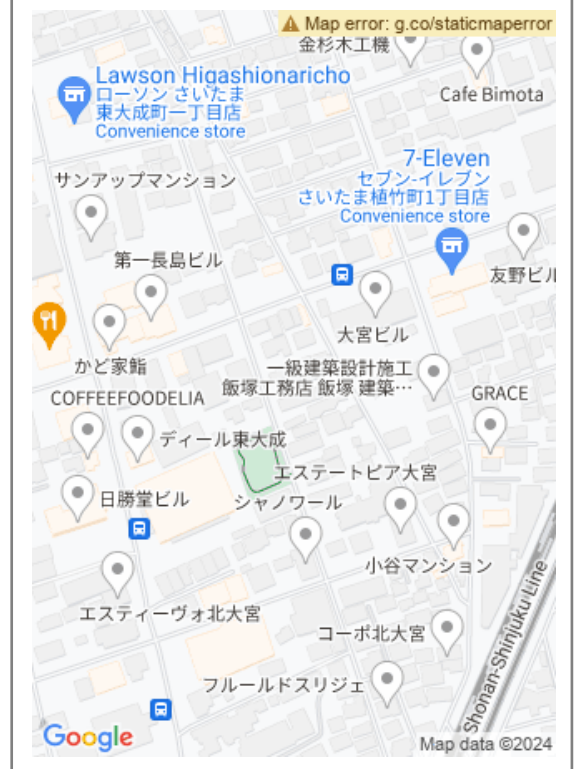 Map error: g.co/staticmaperror
金杉木工機
Cafe Bimota
Lawson Higashionaricho
ローソン さいたま
東大成町一丁目店
Convenience store
7-Eleven
セブン-イレブン
さいたま植竹町1丁目店
Convenience store
サンアップマンション
友野ビル
第一長島ビル
大宮ビル
かど家鮨
一級建築設計施工
飯塚工務店 飯塚 建築…
COFFEEFOODELIA
GRACE
ディール東大成
エステートピア大宮
日勝堂ビル
シャノワール
小谷マンション
エスティーヴォ北大宮
コーポ北大宮
Shonan-Shinjuku Line
フルールドスリジェ
Google
Map data ©2024